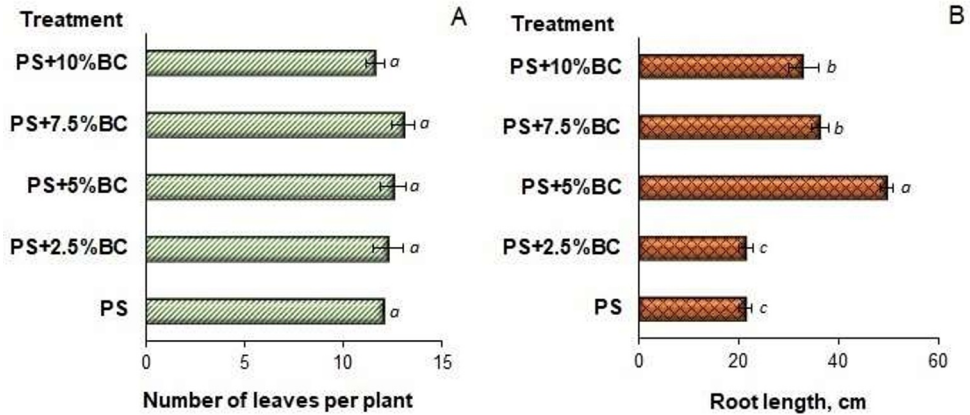 A
Treatment
PS+10%BC
a
PS+7.5%BC
a
PS+5%BC
a
PS+2.5%BC
a
PS
a
0 5 10 15
Number of leaves per plant
B
Treatment
PS+10%BC
b
PS+7.5%BC
b
PS+5%BC
a
PS+2.5%BC
c
PS
c
0 20 40 60
Root length, cm